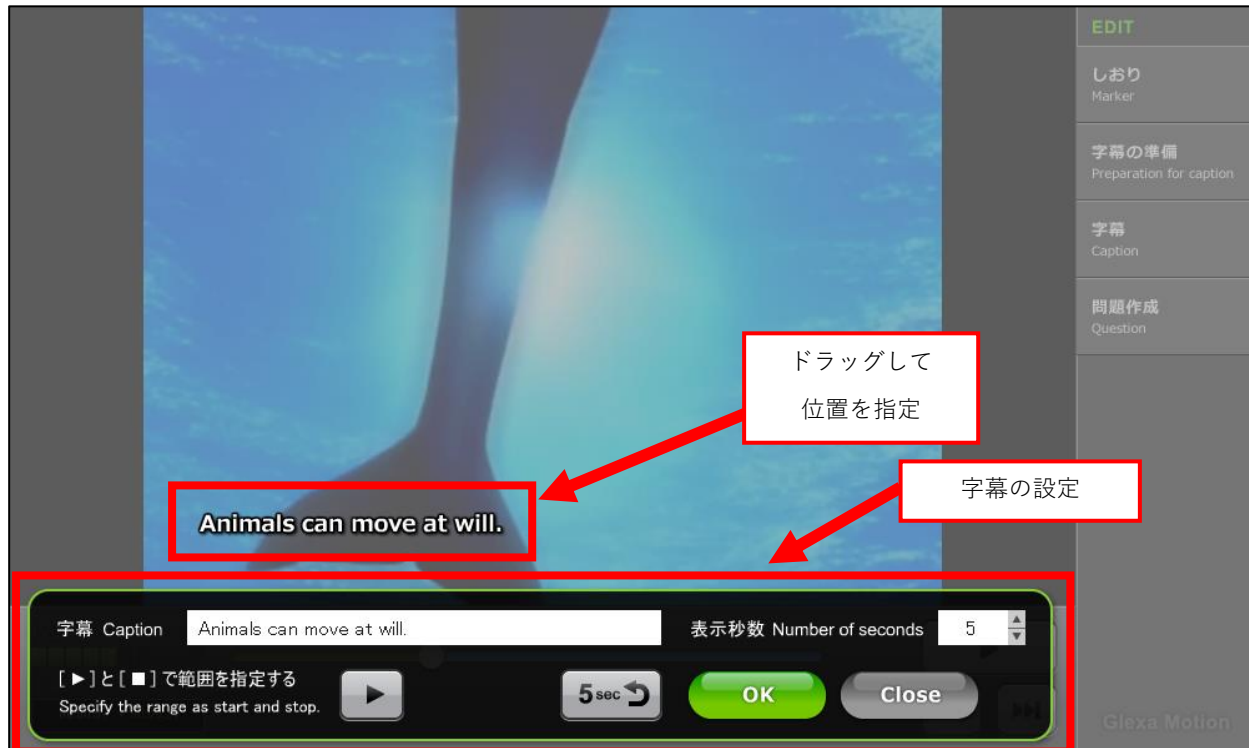 EDIT
しおり
Marker
字幕の準備
Preparation for caption
字幕
Caption
問題作成
Question
ドラッグして
位置を指定
字幕の設定
Animals can move at will.
字幕 Caption Animals can move at will. 表示秒数 Number of seconds 5
[▶]と[■]で範囲を指定する
Specify the range as start and stop.
5 sec OK Close
Glexa Motion